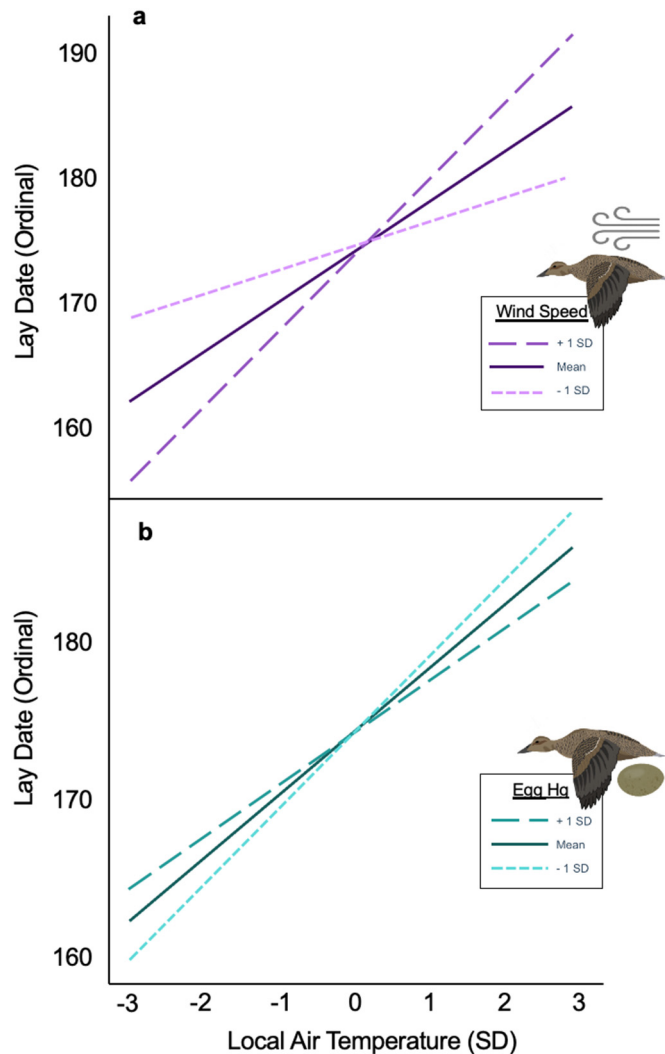 a
190
180
170
160
Lay Date (Ordinal)
Wind Speed
+ 1 SD
Mean
- 1 SD
b
180
170
160
Lay Date (Ordinal)
Egg Hg
+ 1 SD
Mean
- 1 SD
-3 -2 -1 0 1 2 3
Local Air Temperature (SD)